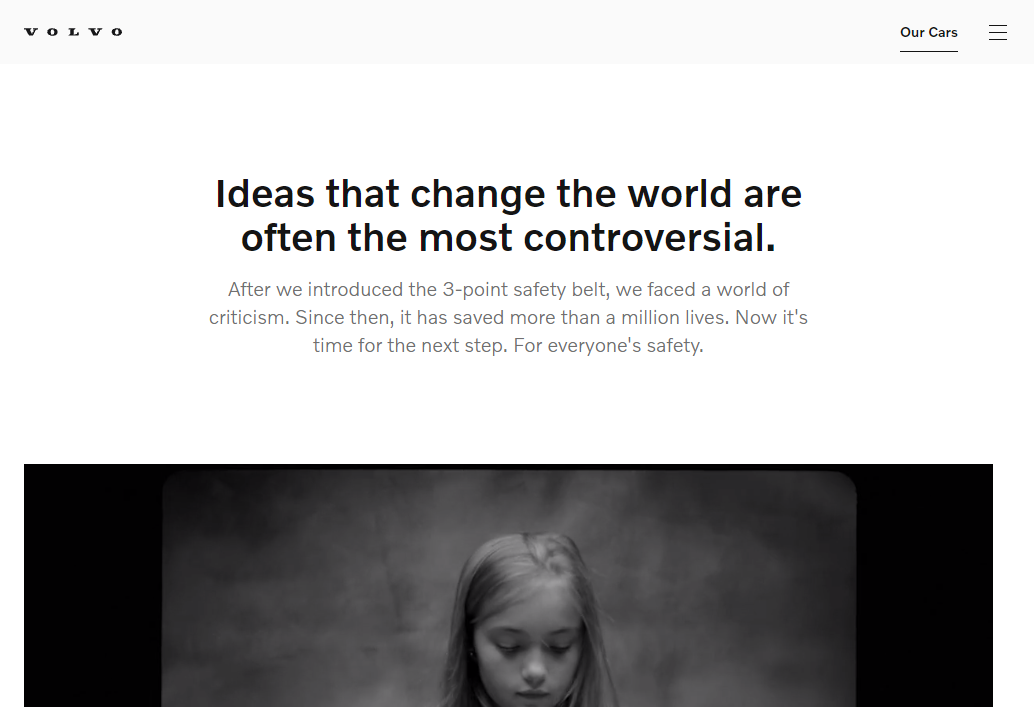 VOLVO
Our Cars
Ideas that change the world are
often the most controversial.
After we introduced the 3-point safety belt, we faced a world of
criticism. Since then, it has saved more than a million lives. Now it's
time for the next step. For everyone's safety.